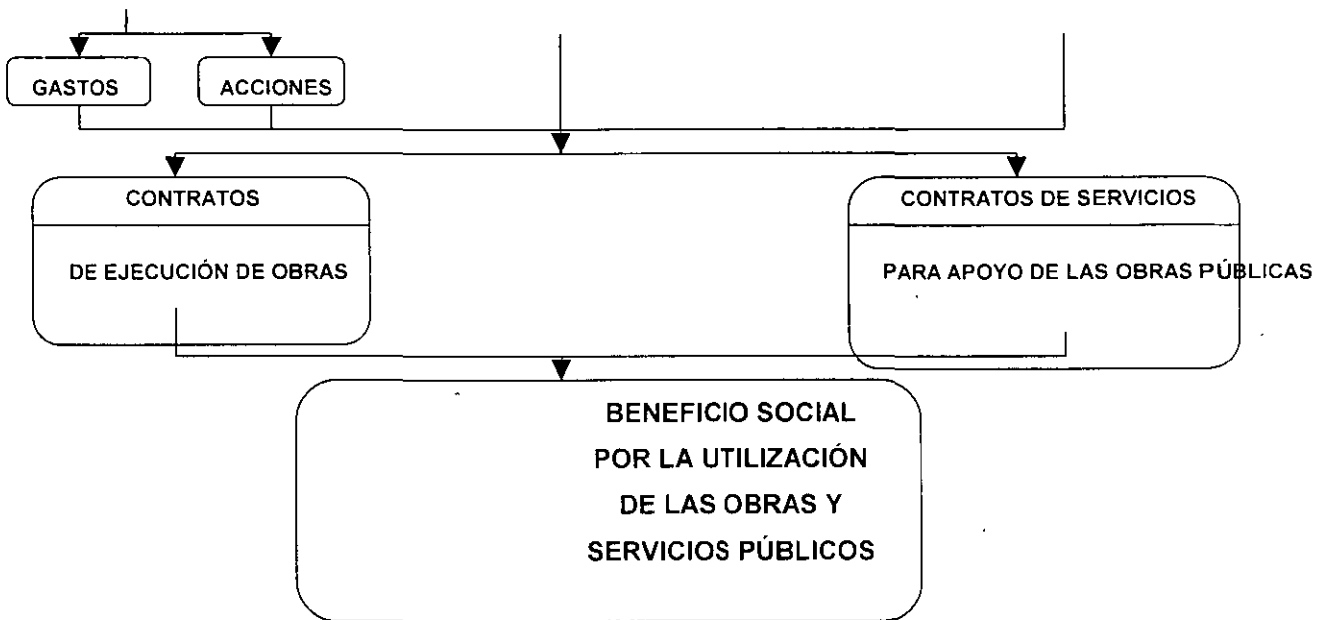 GASTOS
ACCIONES
CONTRATOS
DE EJECUCIÓN DE OBRAS
CONTRATOS DE SERVICIOS
PARA APOYO DE LAS OBRAS PÚBLICAS
BENEFICIO SOCIAL
POR LA UTILIZACIÓN
DE LAS OBRAS Y
SERVICIOS PÚBLICOS